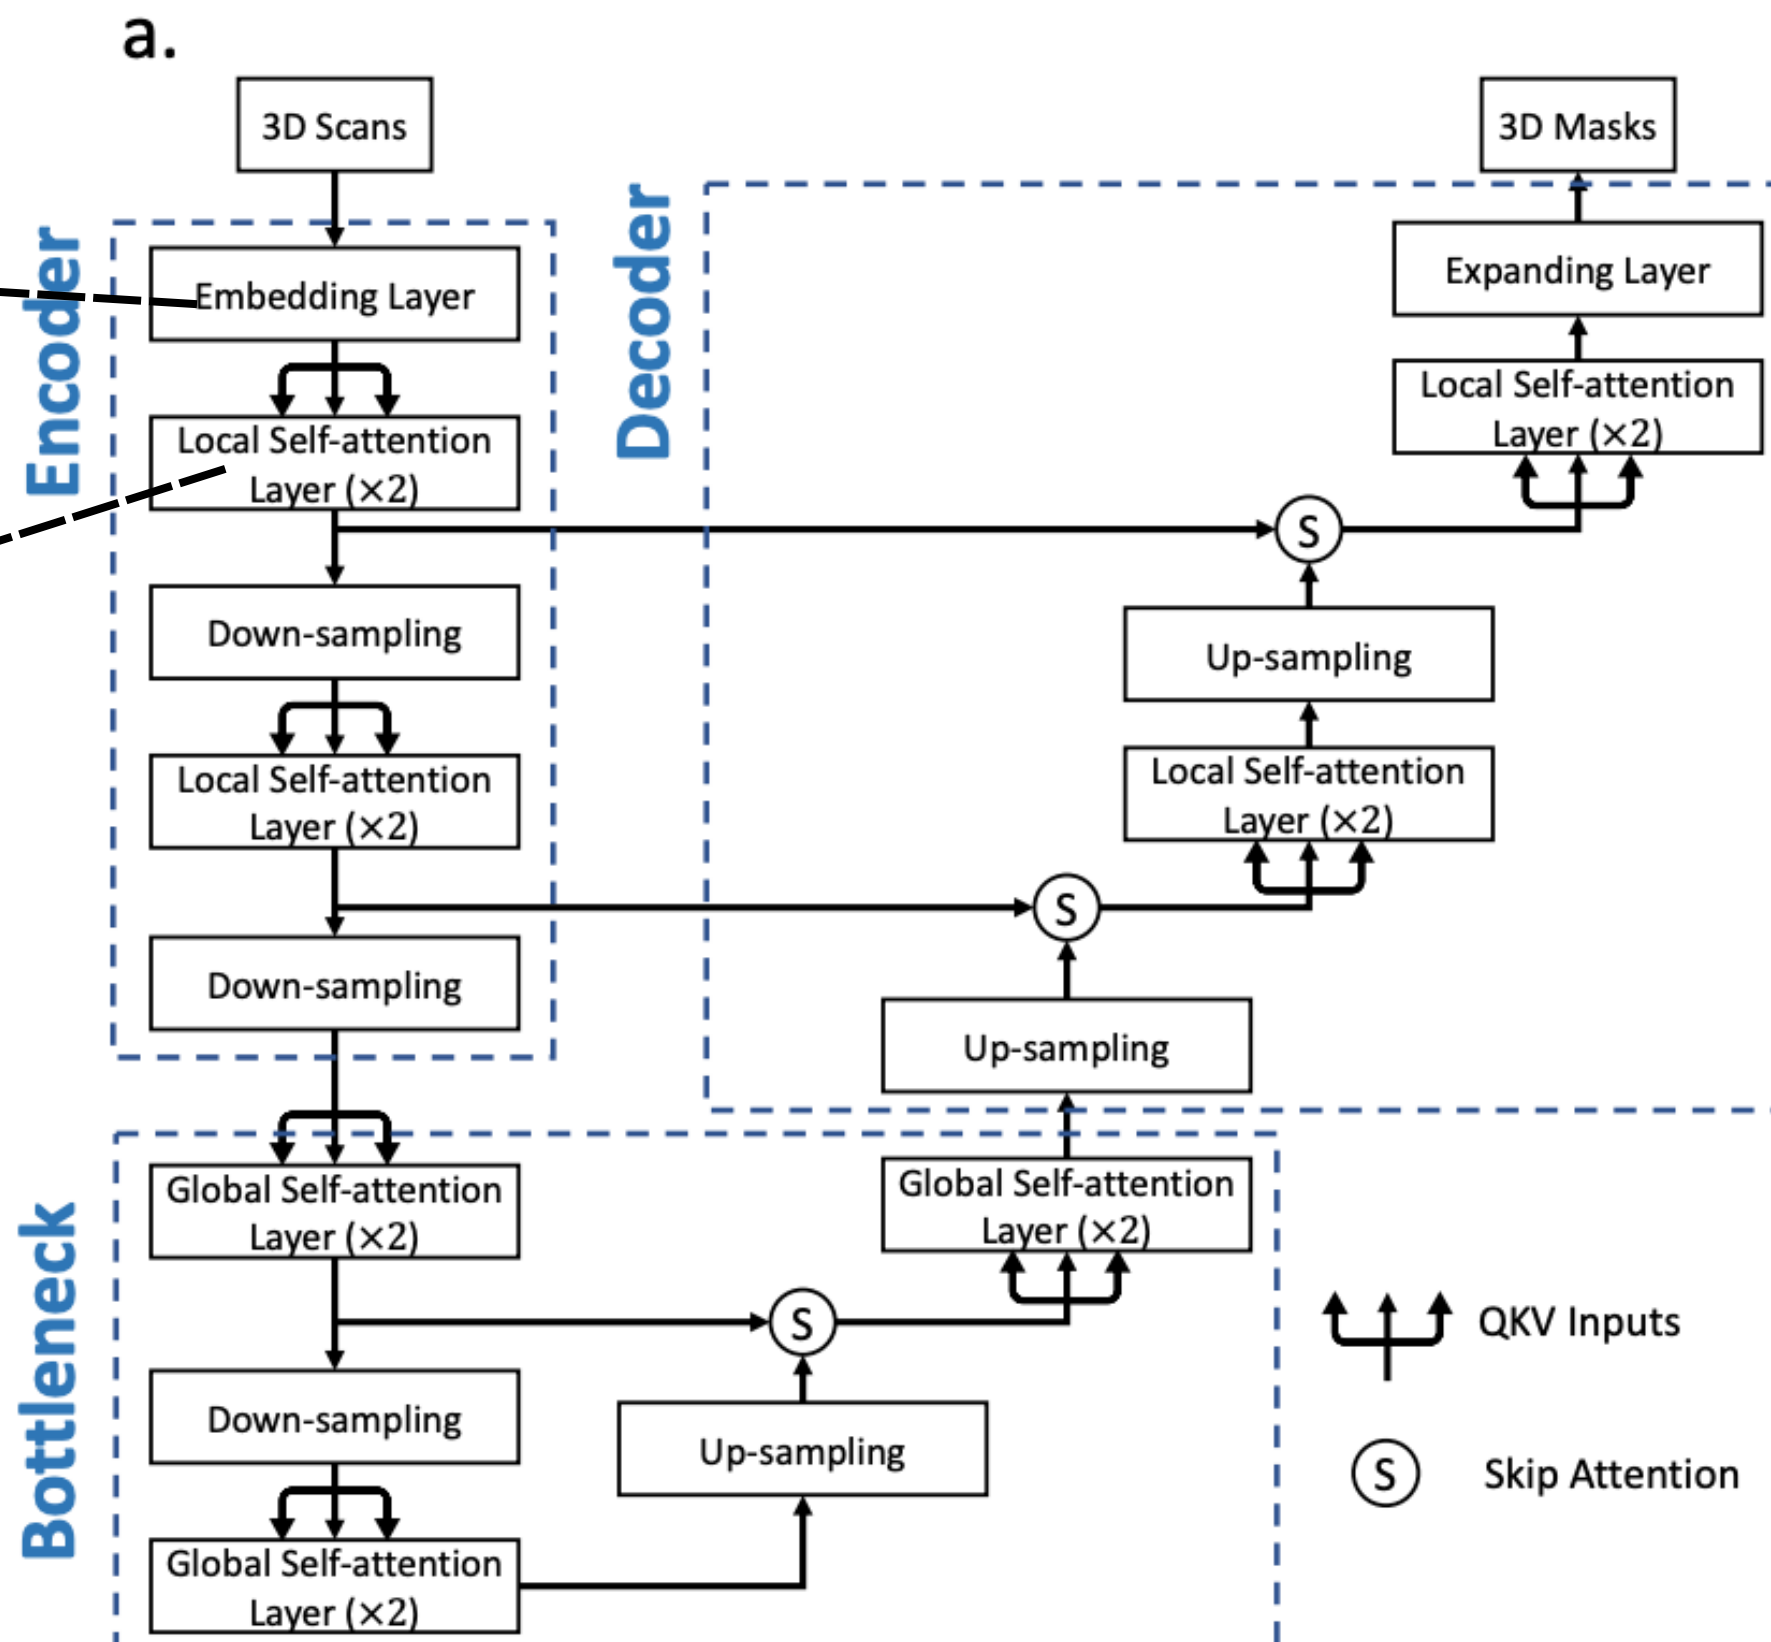 a.
3D Scans
Encoder
Embedding Layer
Local Self-attention
Layer (×2)
Down-sampling
Local Self-attention
Layer (×2)
Down-sampling
Bottleneck
Global Self-attention
Layer (×2)
Down-sampling
Global Self-attention
Layer (×2)
Up-sampling
S
Global Self-attention
Layer (×2)
Decoder
Up-sampling
S
Local Self-attention
Layer (×2)
Up-sampling
S
Local Self-attention
Layer (×2)
Expanding Layer
3D Masks
QKV Inputs
S
Skip Attention